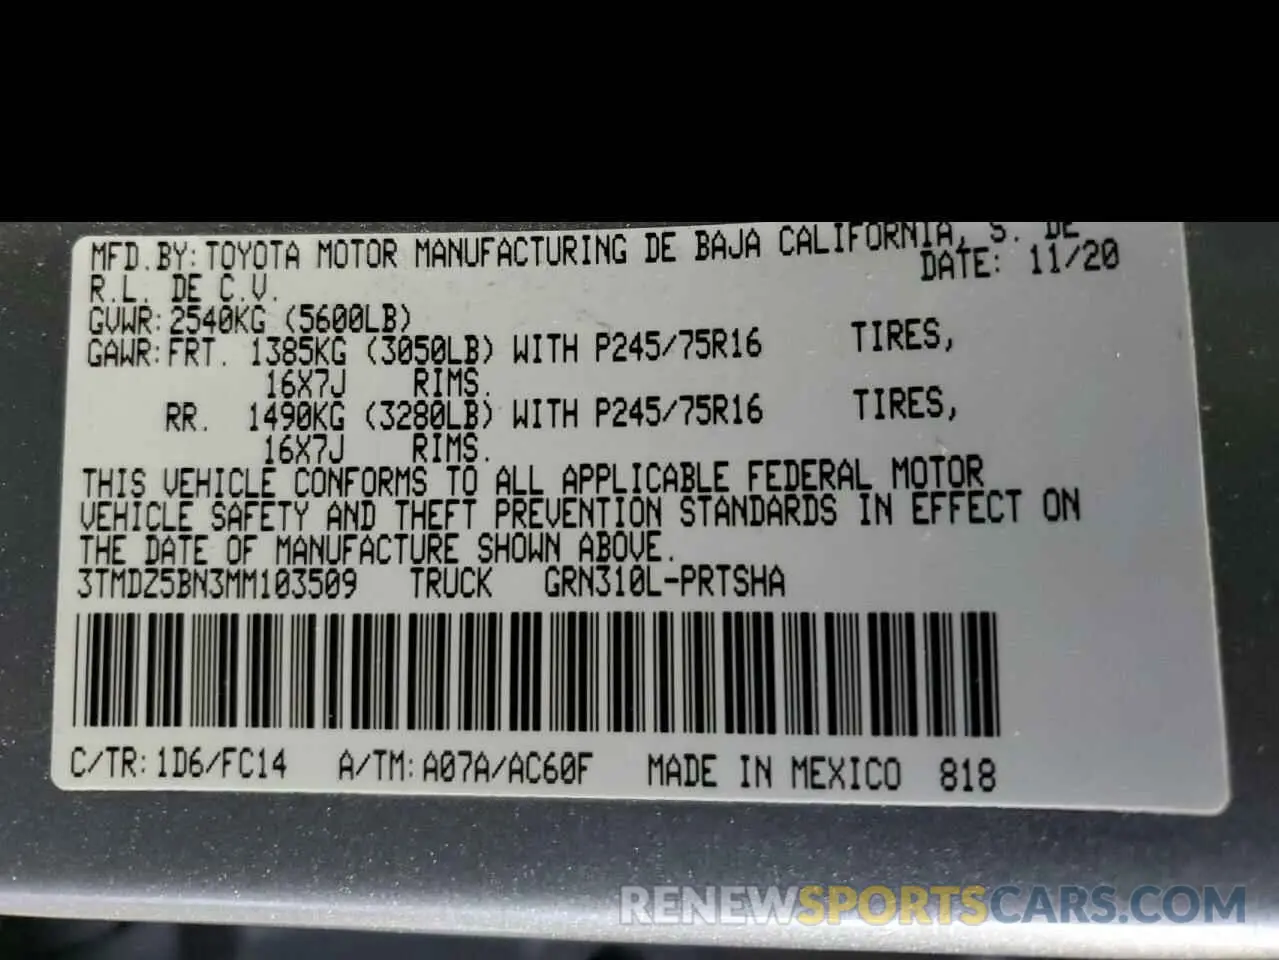 MFD.BY: TOYOTA MOTOR MANUFACTURING DE BAJA CALIFORNIA, S. DE
R.L. DE C.V.
DATE: 11/20
GVWR: 2540KG (5600LB)
GAWR: FRT. 1385KG (3050LB) WITH P245/75R16 TIRES,
16X7J RIMS.
RR. 1490KG (3280LB) WITH P245/75R16 TIRES,
16X7J RIMS.
THIS VEHICLE CONFORMS TO ALL APPLICABLE FEDERAL MOTOR
VEHICLE SAFETY AND THEFT PREVENTION STANDARDS IN EFFECT ON
THE DATE OF MANUFACTURE SHOWN ABOVE.
3TMDZ5BN3MM103509 TRUCK GRN310L-PRTSHA
C/TR: 1D6/FC14 A/TM: A07A/AC60F MADE IN MEXICO 818
RENEWSPORTSCARS.COM